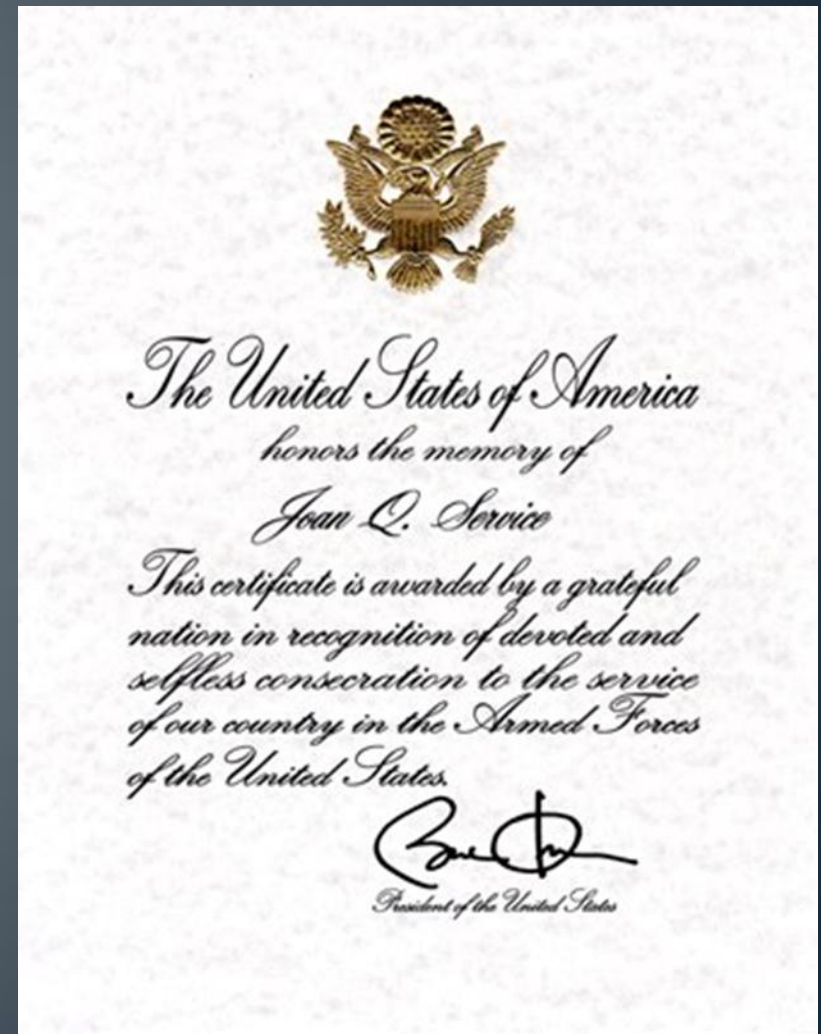 The United States of America
honors the memory of
Joan Q. Service
This certificate is awarded by a grateful
nation in recognition of devoted and
selfless consecration to the service
of our country in the Armed Forces
of the United States.
President of the United States